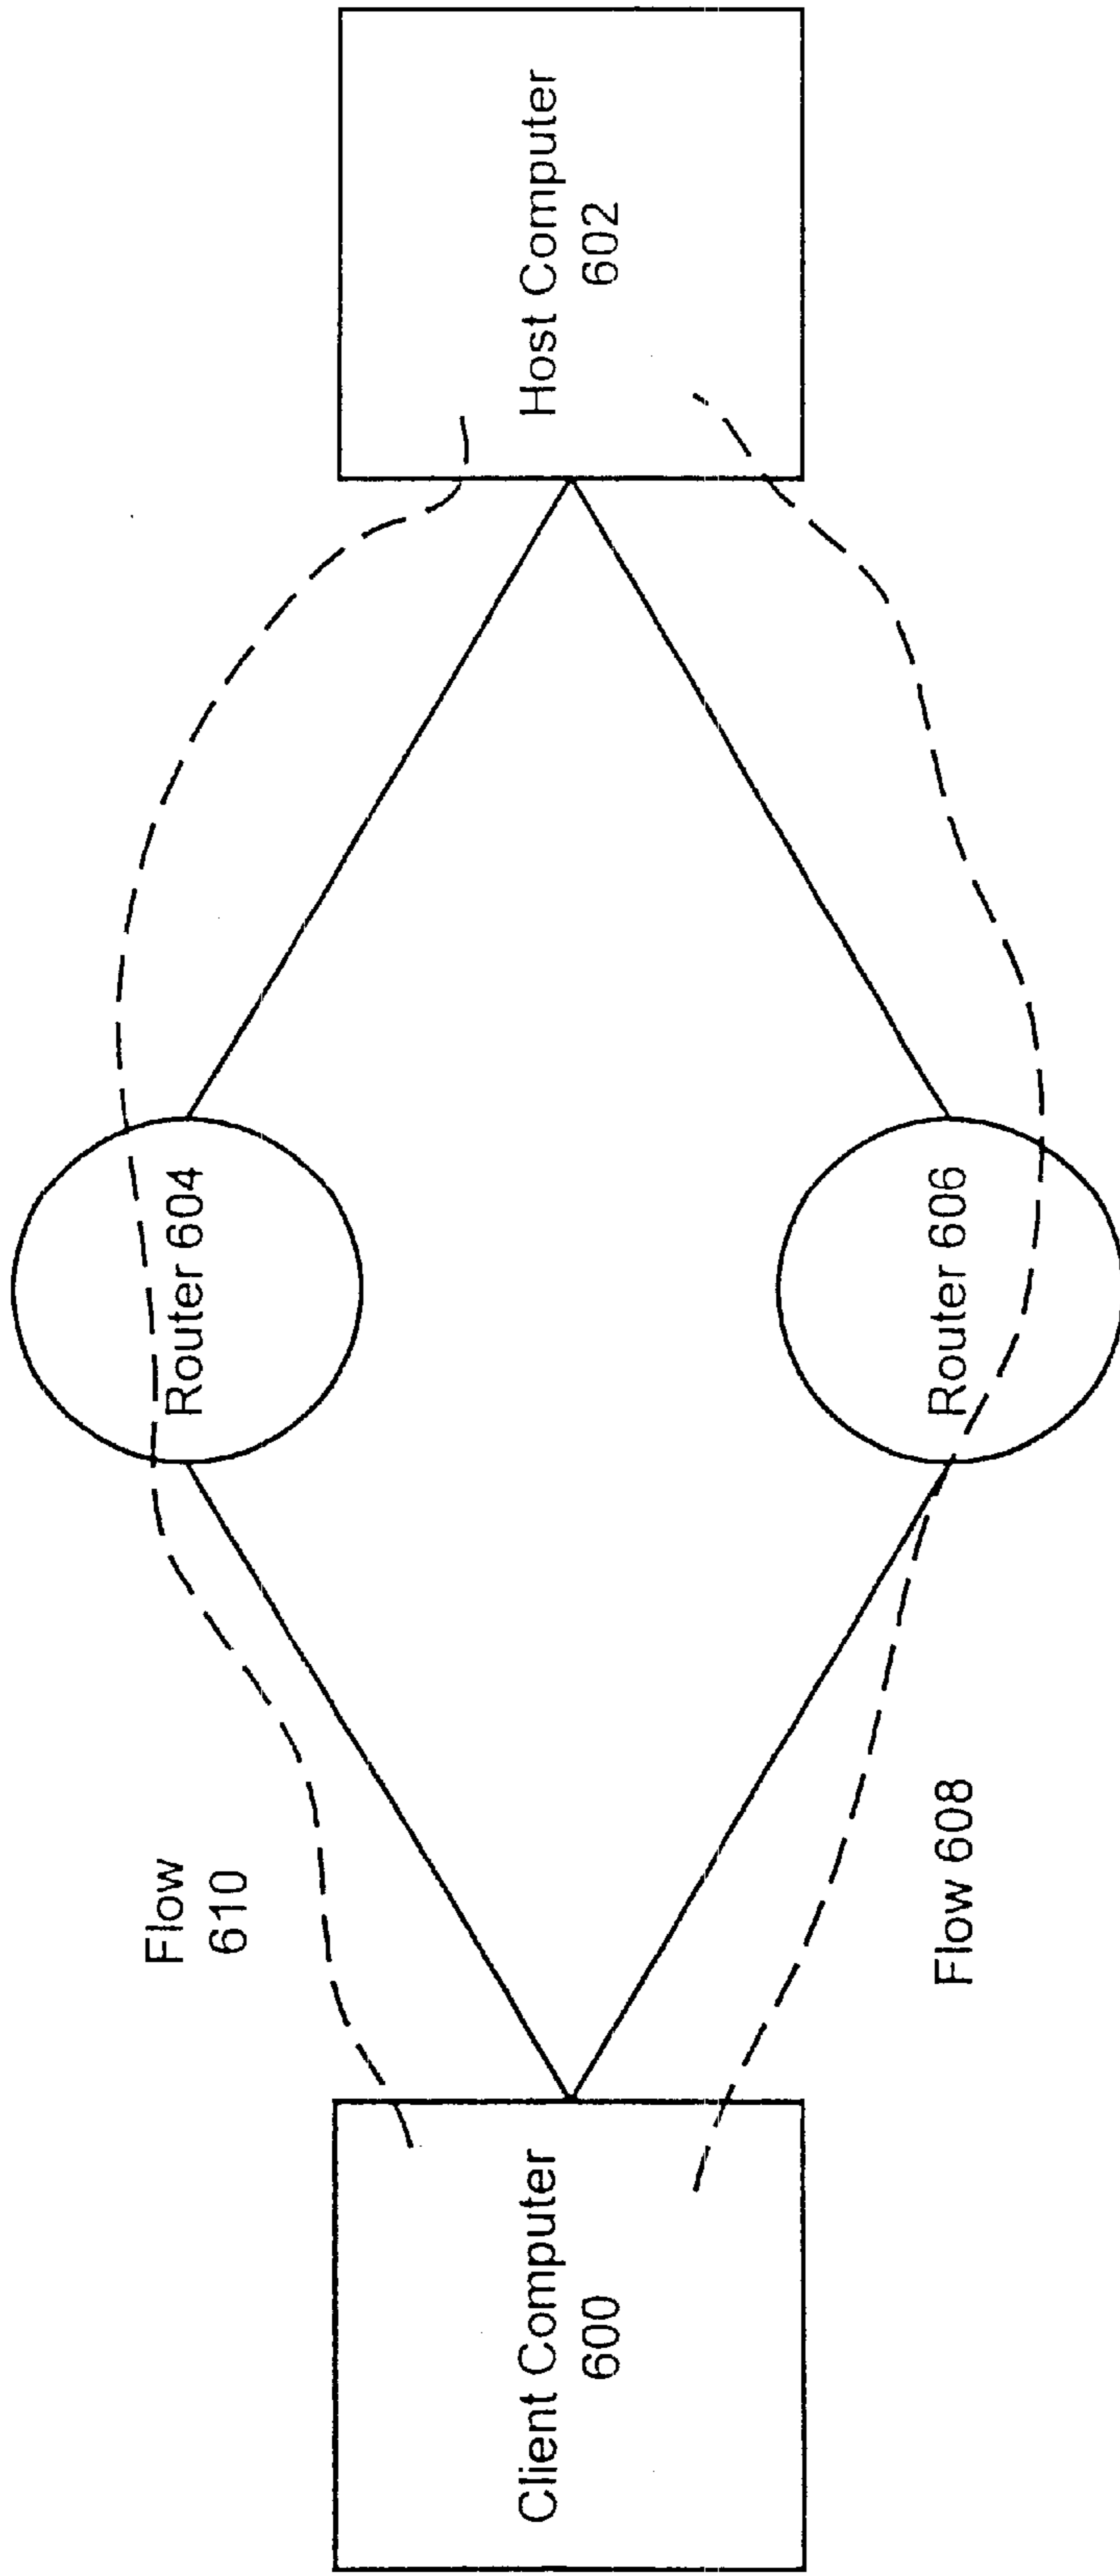 Flow
610
Router 604
Client Computer
600
Host Computer
602
Router 606
Flow 608